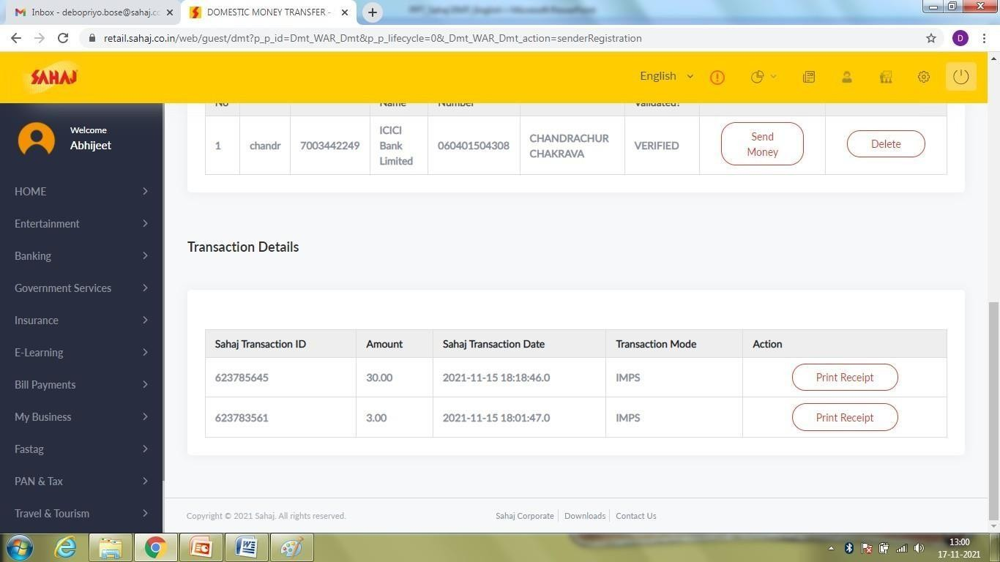 Inbox - debopriyo.bose@sahaj.cc
DOMESTIC MONEY TRANSFER -
retail.sahaj.co.in/web/guest/dmt?p_p_id=Dmt_WAR_Dmt&p_p_lifecycle=0&_Dmt_WAR_Dmt_action=senderRegistration
D
SAHAJ
English
Welcome
Abhijeet
HOME
Entertainment
Banking
Government Services
Insurance
E-Learning
Bill Payments
My Business
Fastag
PAN & Tax
Travel & Tourism
No Name Number Validated?
1 chandr 7003442249 ICICI Bank Limited 060401504308 CHANDRACHUR CHAKRAVA VERIFIED Send Money Delete
Transaction Details
Sahaj Transaction ID Amount Sahaj Transaction Date Transaction Mode Action
623785645 30.00 2021-11-15 18:18:46.0 IMPS Print Receipt
623783561 3.00 2021-11-15 18:01:47.0 IMPS Print Receipt
Copyright © 2021 Sahaj. All rights reserved. Sahaj Corporate Downloads Contact Us
13:00
17-11-2021